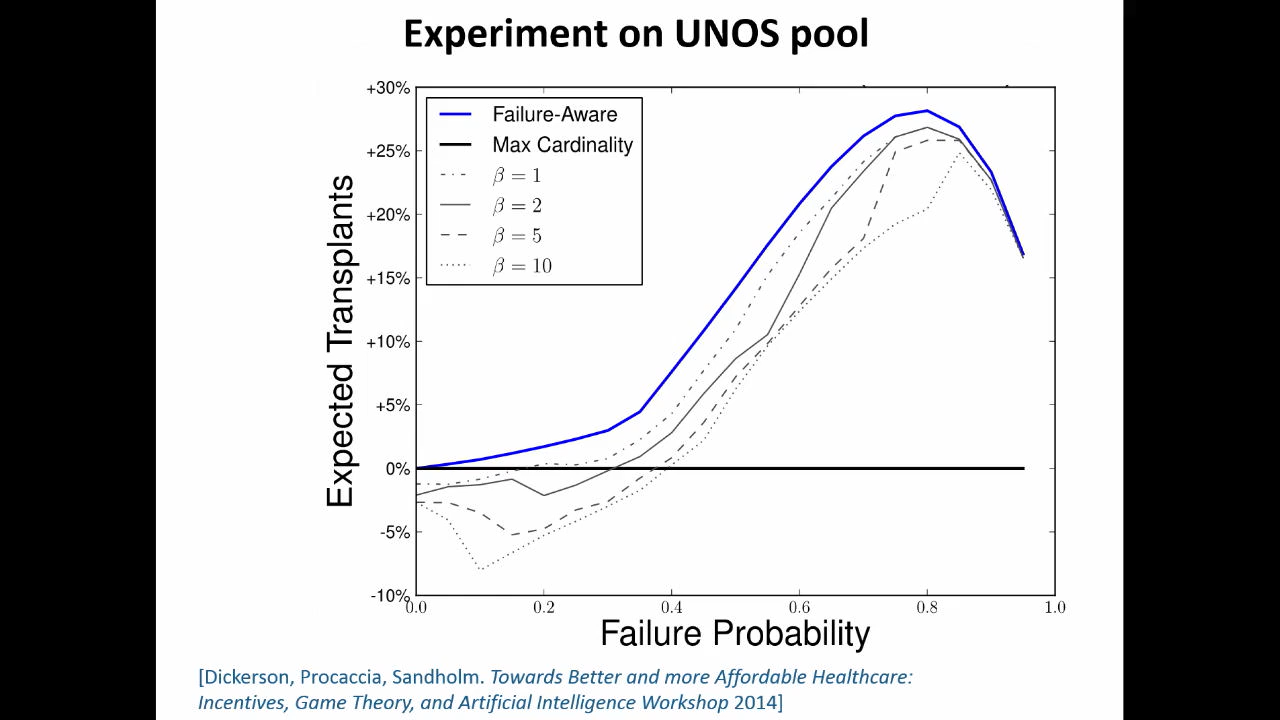 Experiment on UNOS pool
+30%
+25%
+20%
+15%
+10%
+5%
0%
-5%
-10%
Expected Transplants
Failure-Aware
Max Cardinality
β = 1
β = 2
β = 5
β = 10
0.0 0.2 0.4 0.6 0.8 1.0
Failure Probability
[Dickerson, Procaccia, Sandholm. Towards Better and more Affordable Healthcare:
Incentives, Game Theory, and Artificial Intelligence Workshop 2014]